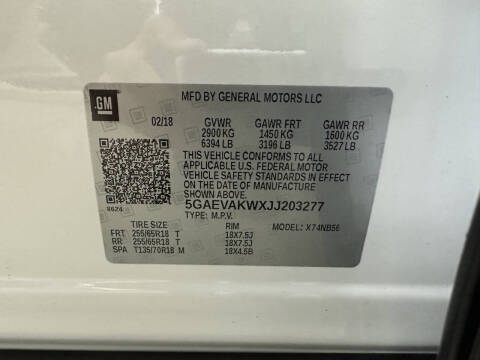 MFD BY GENERAL MOTORS LLC
GM
02/18 GVWR GAWR FRT GAWR RR
2900 KG 1450 KG 1600 KG
6394 LB 3196 LB 3527 LB
THIS VEHICLE CONFORMS TO ALL
APPLICABLE U.S. FEDERAL MOTOR
VEHICLE SAFETY STANDARDS IN EFFECT
ON THE DATE OF MANUFACTURE
SHOWN ABOVE.
8624 5GAEVAKWXJJ203277
TYPE: M.P.V.
TIRE SIZE RIM MODEL: X74NB56
FRT 255/65R18 T 18X7.5J
RR 255/65R18 T 18X7.5J
SPA T135/70R18 M 18X4.5B